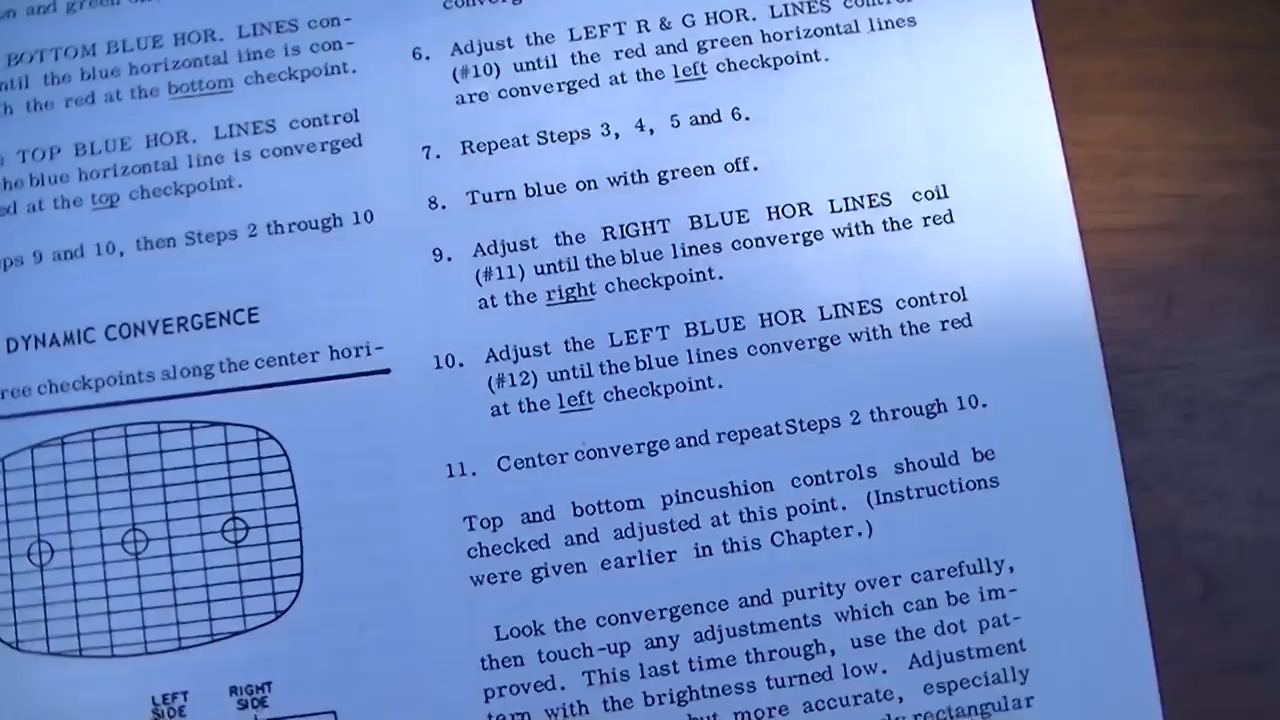 BOTTOM BLUE HOR. LINES con-
the blue horizontal line is con-
the red at the bottom checkpoint.
TOP BLUE HOR. LINES control
blue horizontal line is converged
at the top checkpoint.
9 and 10, then Steps 2 through 10
DYNAMIC CONVERGENCE
checkpoints along the center hori-
LEFT SIDE
RIGHT SIDE
6. Adjust the LEFT R & G HOR. LINES
(#10) until the red and green horizontal lines
are converged at the left checkpoint.
7. Repeat Steps 3, 4, 5 and 6.
8. Turn blue on with green off.
9. Adjust the RIGHT BLUE HOR LINES coil
(#11) until the blue lines converge with the red
at the right checkpoint.
10. Adjust the LEFT BLUE HOR LINES control
(#12) until the blue lines converge with the red
at the left checkpoint.
11. Center converge and repeat Steps 2 through 10.
Top and bottom pincushion controls should be
checked and adjusted at this point. (Instructions
were given earlier in this Chapter.)
Look the convergence and purity over carefully,
then touch-up any adjustments which can be im-
proved. This last time through, use the dot pat-
tern with the brightness turned low. Adjustment
but more accurate, especially
rectangular